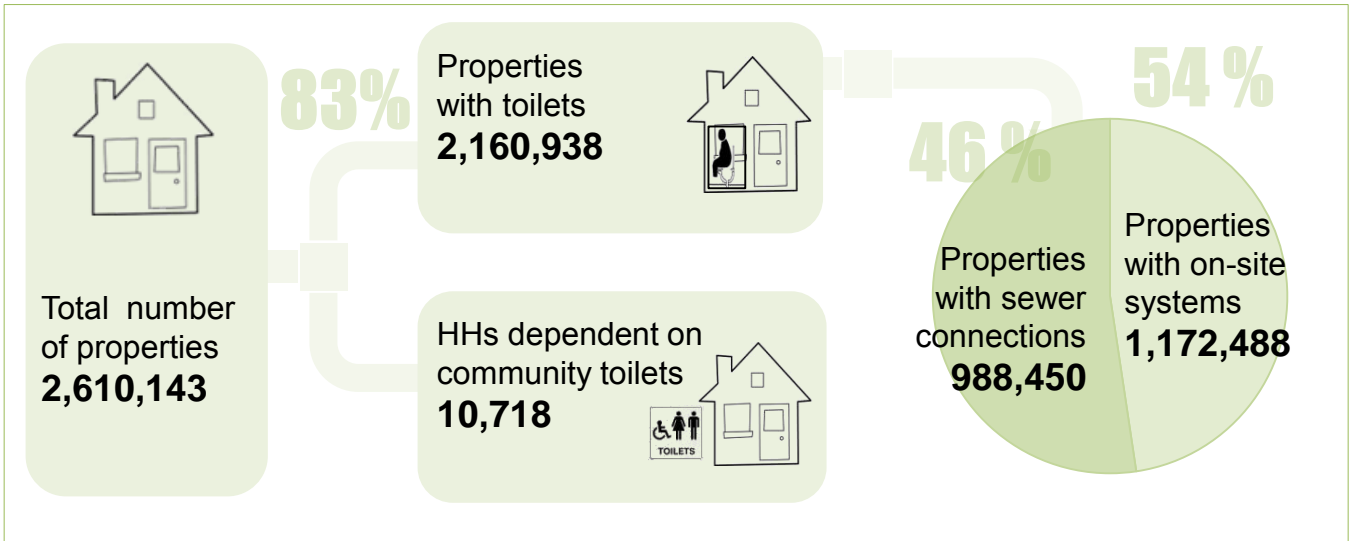 Total number
of properties
2,610,143
83%
Properties
with toilets
2,160,938
HHs dependent on
community toilets
10,718
TOILETS
46 %
54 %
Properties
with sewer
connections
988,450
Properties
with on-site
systems
1,172,488